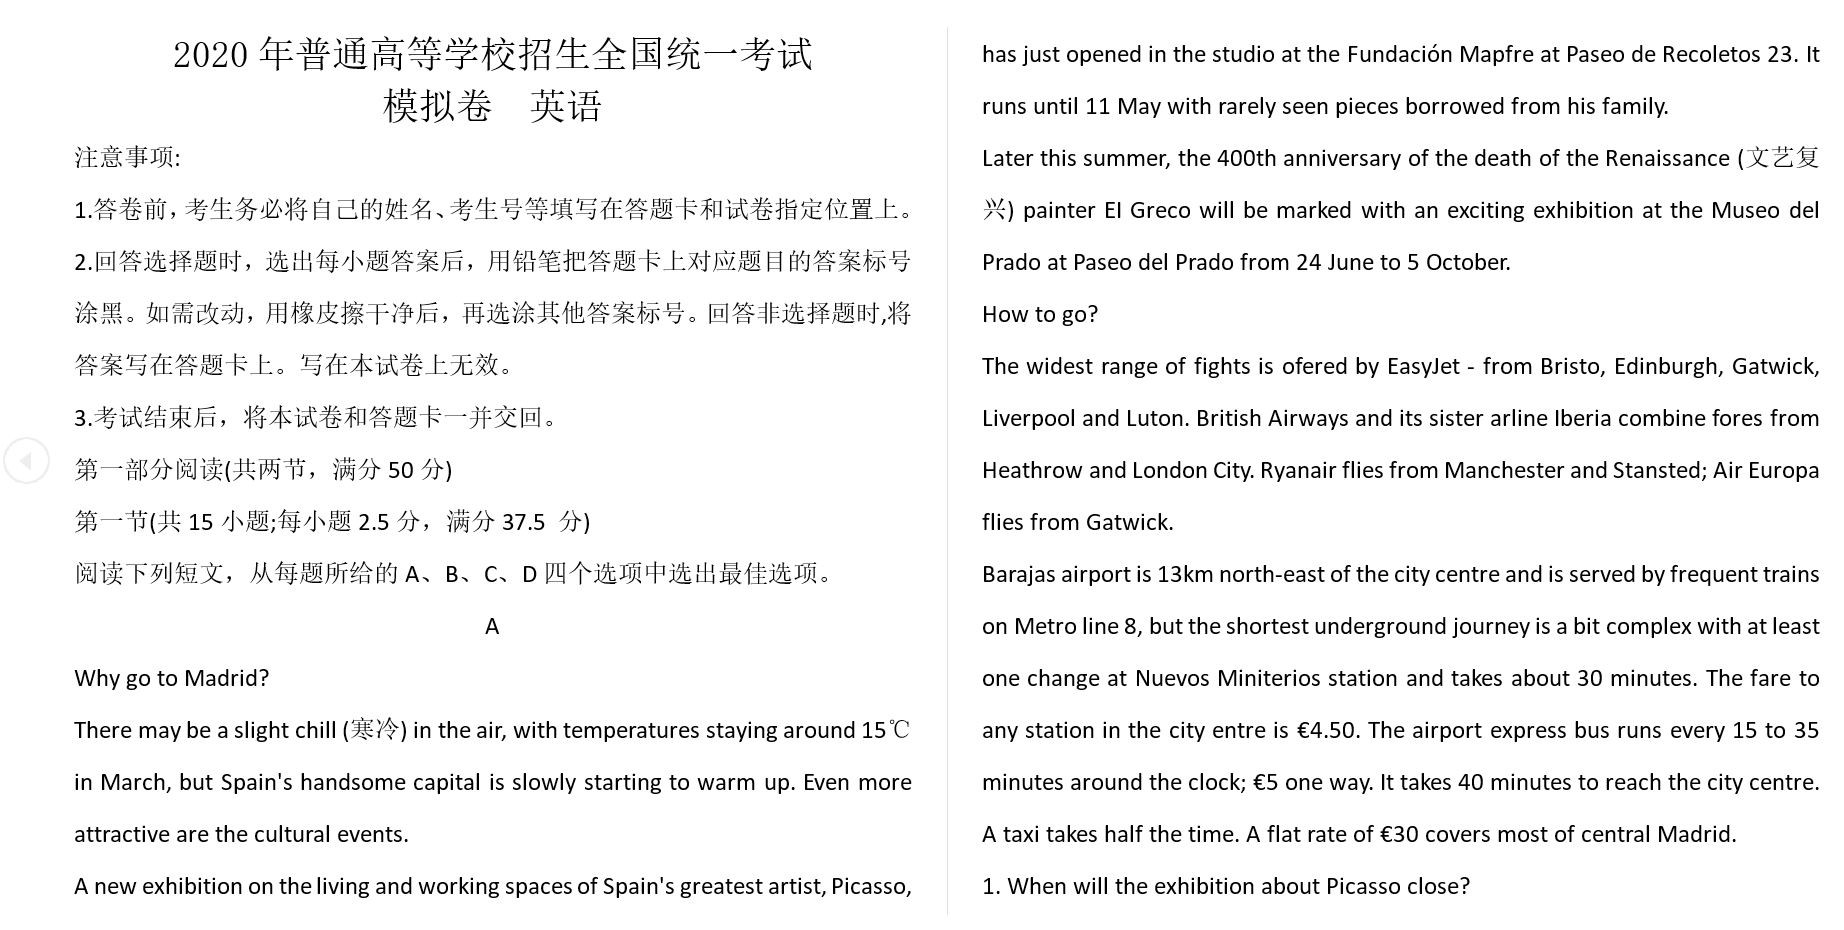 2020 年普通高等学校招生全国统一考试
模拟卷 英语
注意事项:
1.答卷前，考生务必将自己的姓名、考生号等填写在答题卡和试卷指定位置上。
2.回答选择题时，选出每小题答案后，用铅笔把答题卡上对应题目的答案标号
涂黑。如需改动，用橡皮擦干净后，再选涂其他答案标号。回答非选择题时,将
答案写在答题卡上。写在本试卷上无效。
3.考试结束后，将本试卷和答题卡一并交回。
第一部分阅读(共两节，满分 50 分)
第一节(共 15 小题;每小题 2.5 分，满分 37.5 分)
阅读下列短文，从每题所给的 A、B、C、D 四个选项中选出最佳选项。
A
Why go to Madrid?
There may be a slight chill (寒冷) in the air, with temperatures staying around 15℃
in March, but Spain's handsome capital is slowly starting to warm up. Even more
attractive are the cultural events.
A new exhibition on the living and working spaces of Spain's greatest artist, Picasso,
has just opened in the studio at the Fundación Mapfre at Paseo de Recoletos 23. It
runs until 11 May with rarely seen pieces borrowed from his family.
Later this summer, the 400th anniversary of the death of the Renaissance (文艺复
兴) painter EI Greco will be marked with an exciting exhibition at the Museo del
Prado at Paseo del Prado from 24 June to 5 October.
How to go?
The widest range of fights is ofered by EasyJet - from Bristo, Edinburgh, Gatwick,
Liverpool and Luton. British Airways and its sister arline Iberia combine fores from
Heathrow and London City. Ryanair flies from Manchester and Stansted; Air Europa
flies from Gatwick.
Barajas airport is 13km north-east of the city centre and is served by frequent trains
on Metro line 8, but the shortest underground journey is a bit complex with at least
one change at Nuevos Miniterios station and takes about 30 minutes. The fare to
any station in the city entre is €4.50. The airport express bus runs every 15 to 35
minutes around the clock; €5 one way. It takes 40 minutes to reach the city centre.
A taxi takes half the time. A flat rate of €30 covers most of central Madrid.
1. When will the exhibition about Picasso close?